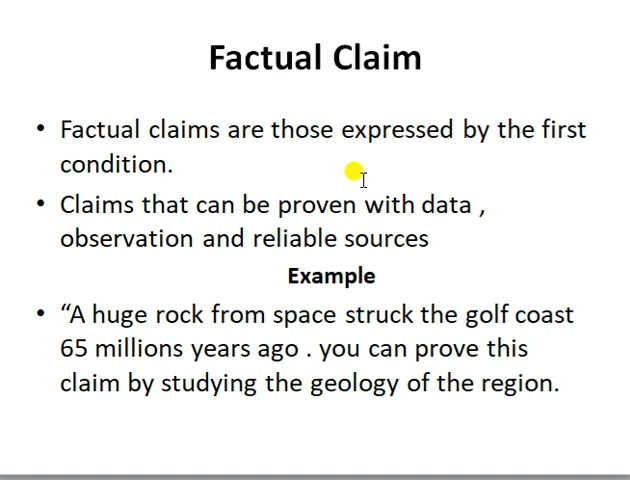 Factual Claim
• Factual claims are those expressed by the first
condition.
• Claims that can be proven with data ,
observation and reliable sources
Example
• “A huge rock from space struck the golf coast
65 millions years ago . you can prove this
claim by studying the geology of the region.